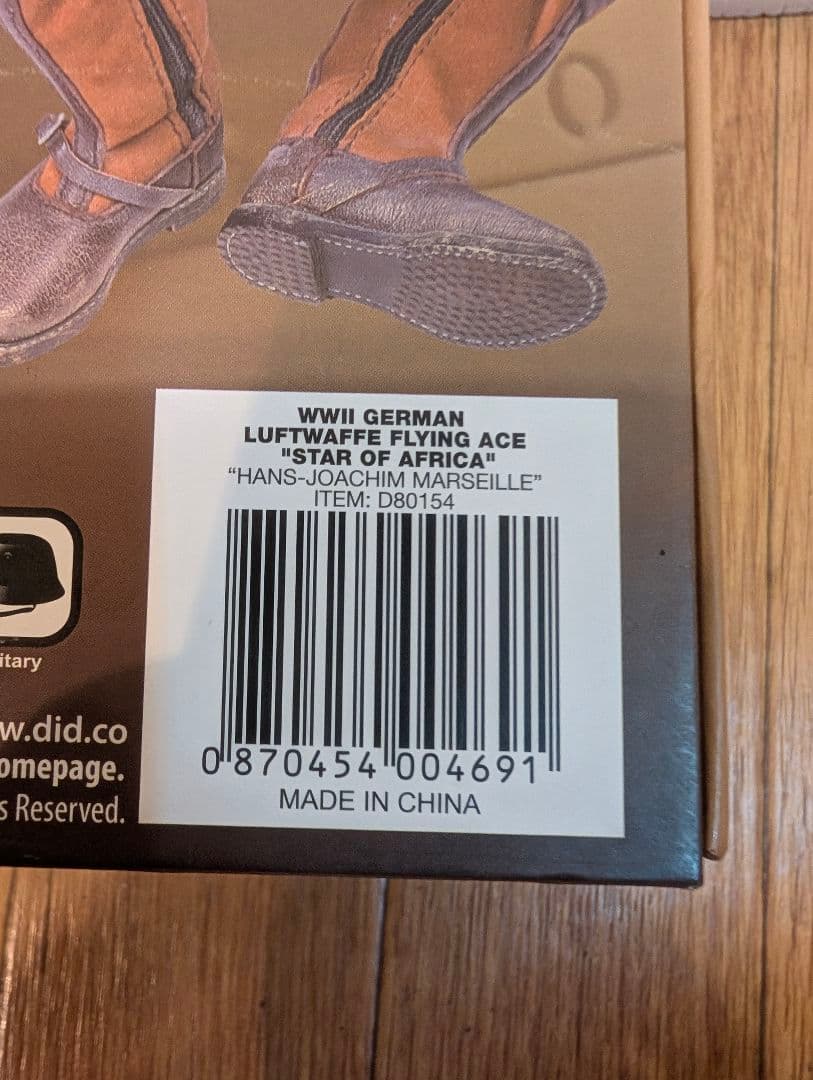 WWII GERMAN
LUFTWAFFE FLYING ACE
"STAR OF AFRICA"
“HANS-JOACHIM MARSEILLE”
ITEM: D80154
0 870454 004691
MADE IN CHINA
itary
w.did.co
omepage.
s Reserved.